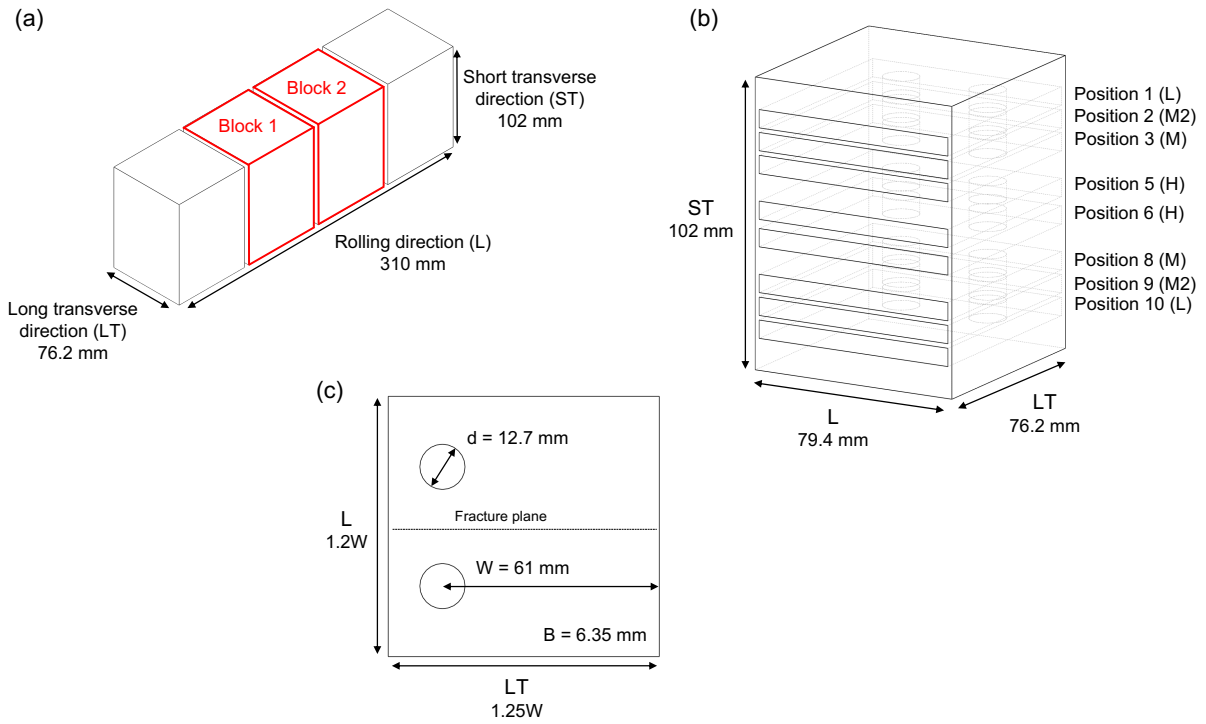 (a)
Block 1
Block 2
Short transverse
direction (ST)
102 mm
Rolling direction (L)
310 mm
Long transverse
direction (LT)
76.2 mm
(b)
Position 1 (L)
Position 2 (M2)
Position 3 (M)
Position 5 (H)
Position 6 (H)
Position 8 (M)
Position 9 (M2)
Position 10 (L)
ST
102 mm
L
79.4 mm
LT
76.2 mm
(c)
d = 12.7 mm
Fracture plane
L
1.2W
W = 61 mm
B = 6.35 mm
LT
1.25W